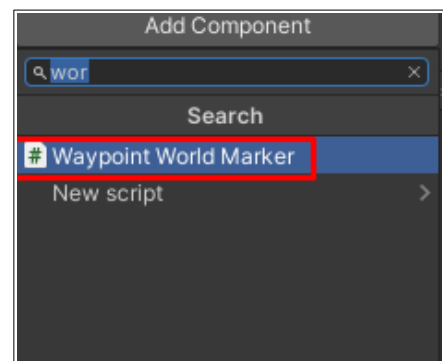 Add Component
wor
Search
# Waypoint World Marker
New script